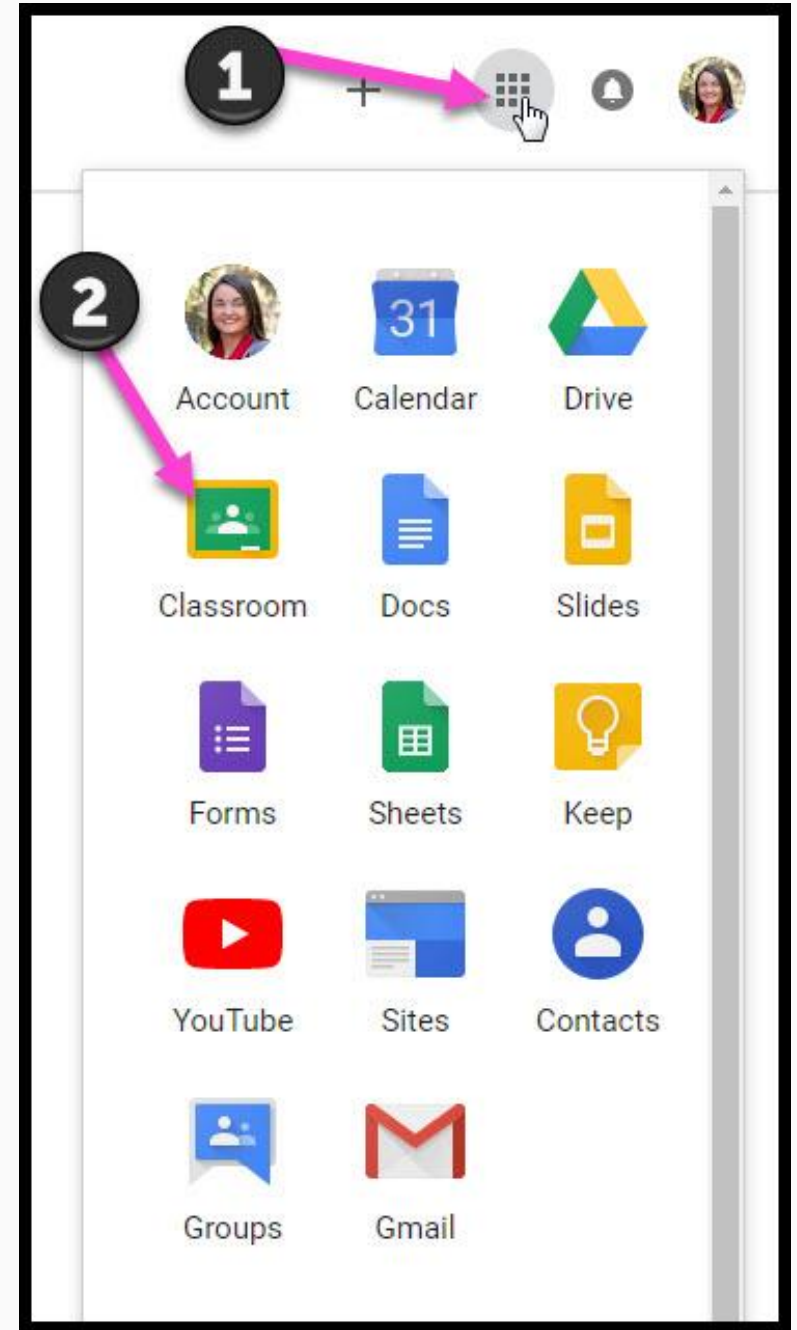 1
2
31
Account Calendar Drive
Classroom Docs Slides
Forms Sheets Keep
YouTube Sites Contacts
Groups Gmail